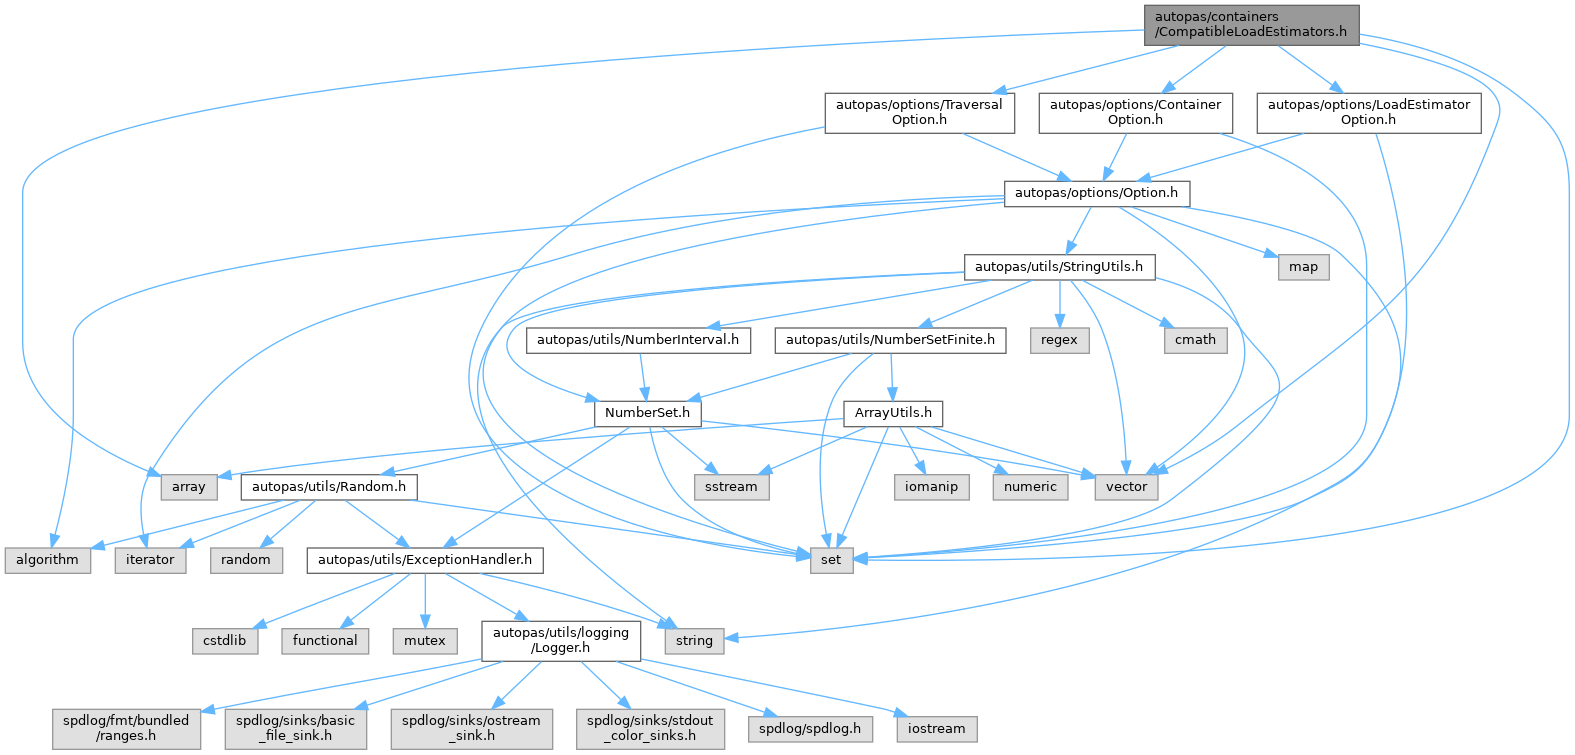 autopas/containers
/CompatibleLoadEstimators.h
autopas/options/Traversal
Option.h
autopas/options/Container
Option.h
autopas/options/LoadEstimator
Option.h
autopas/options/Option.h
autopas/utils/StringUtils.h
map
autopas/utils/NumberInterval.h
autopas/utils/NumberSetFinite.h
regex
cmath
NumberSet.h
ArrayUtils.h
array
autopas/utils/Random.h
sstream
iomanip
numeric
vector
algorithm
iterator
random
autopas/utils/ExceptionHandler.h
set
cstdlib
functional
mutex
autopas/utils/logging
/Logger.h
string
spdlog/fmt/bundled
/ranges.h
spdlog/sinks/basic
_file_sink.h
spdlog/sinks/ostream
_sink.h
spdlog/sinks/stdout
_color_sinks.h
spdlog/spdlog.h
iostream